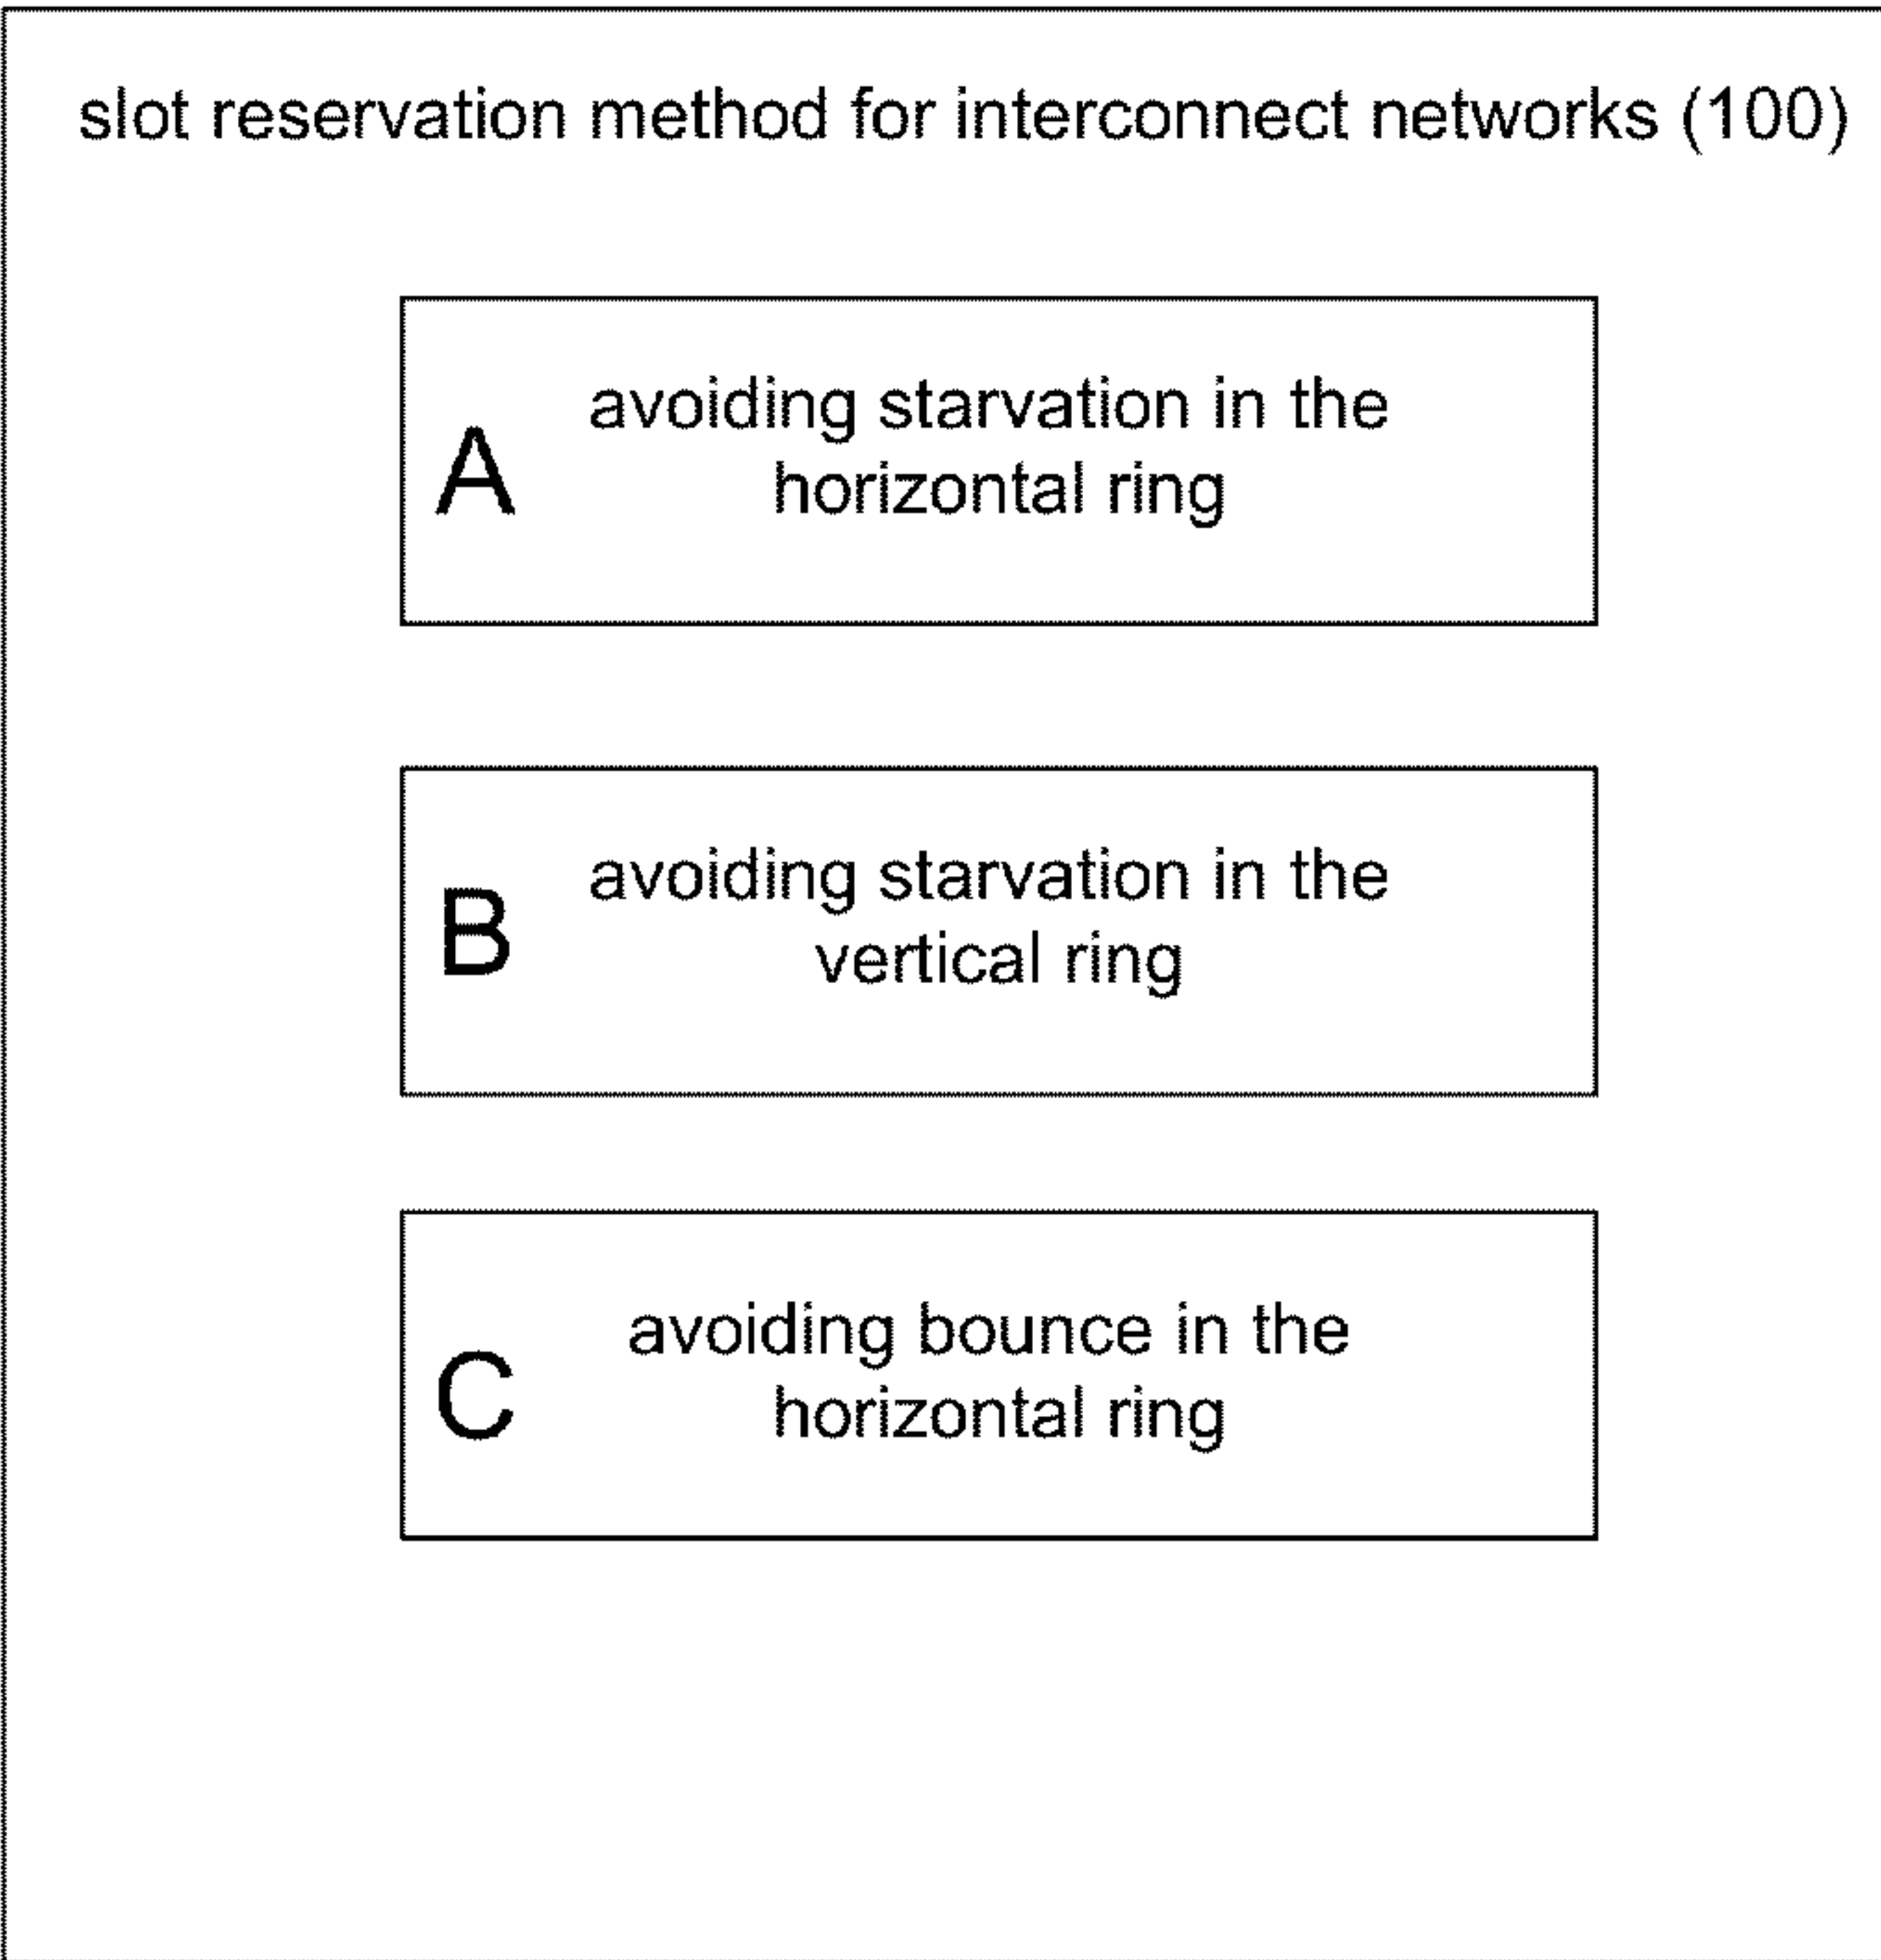 slot reservation method for interconnect networks (100)
A
avoiding starvation in the
horizontal ring
B
avoiding starvation in the
vertical ring
C
avoiding bounce in the
horizontal ring